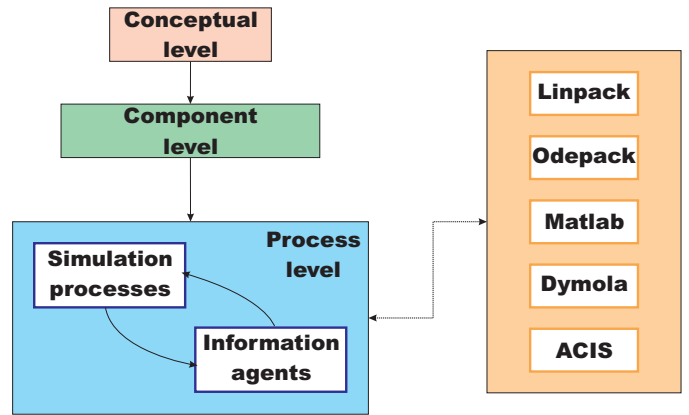 Conceptual
level
Component
level
Process
level
Simulation
processes
Information
agents
Linpack
Odepack
Matlab
Dymola
ACIS